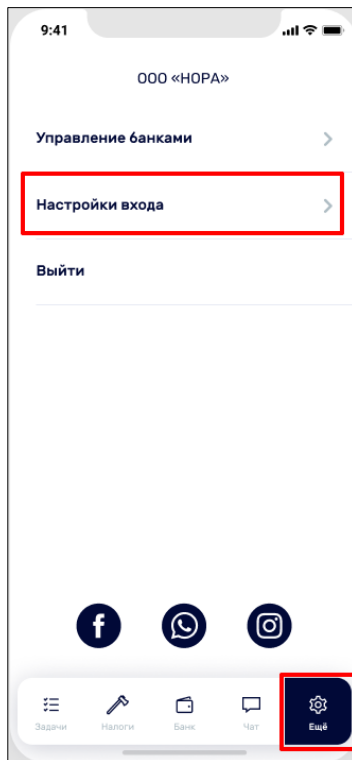 9:41
ООО «НОРА»
Управление банками
Настройки входа
Выйти
Задачи Налоги Банк Чат Ещё